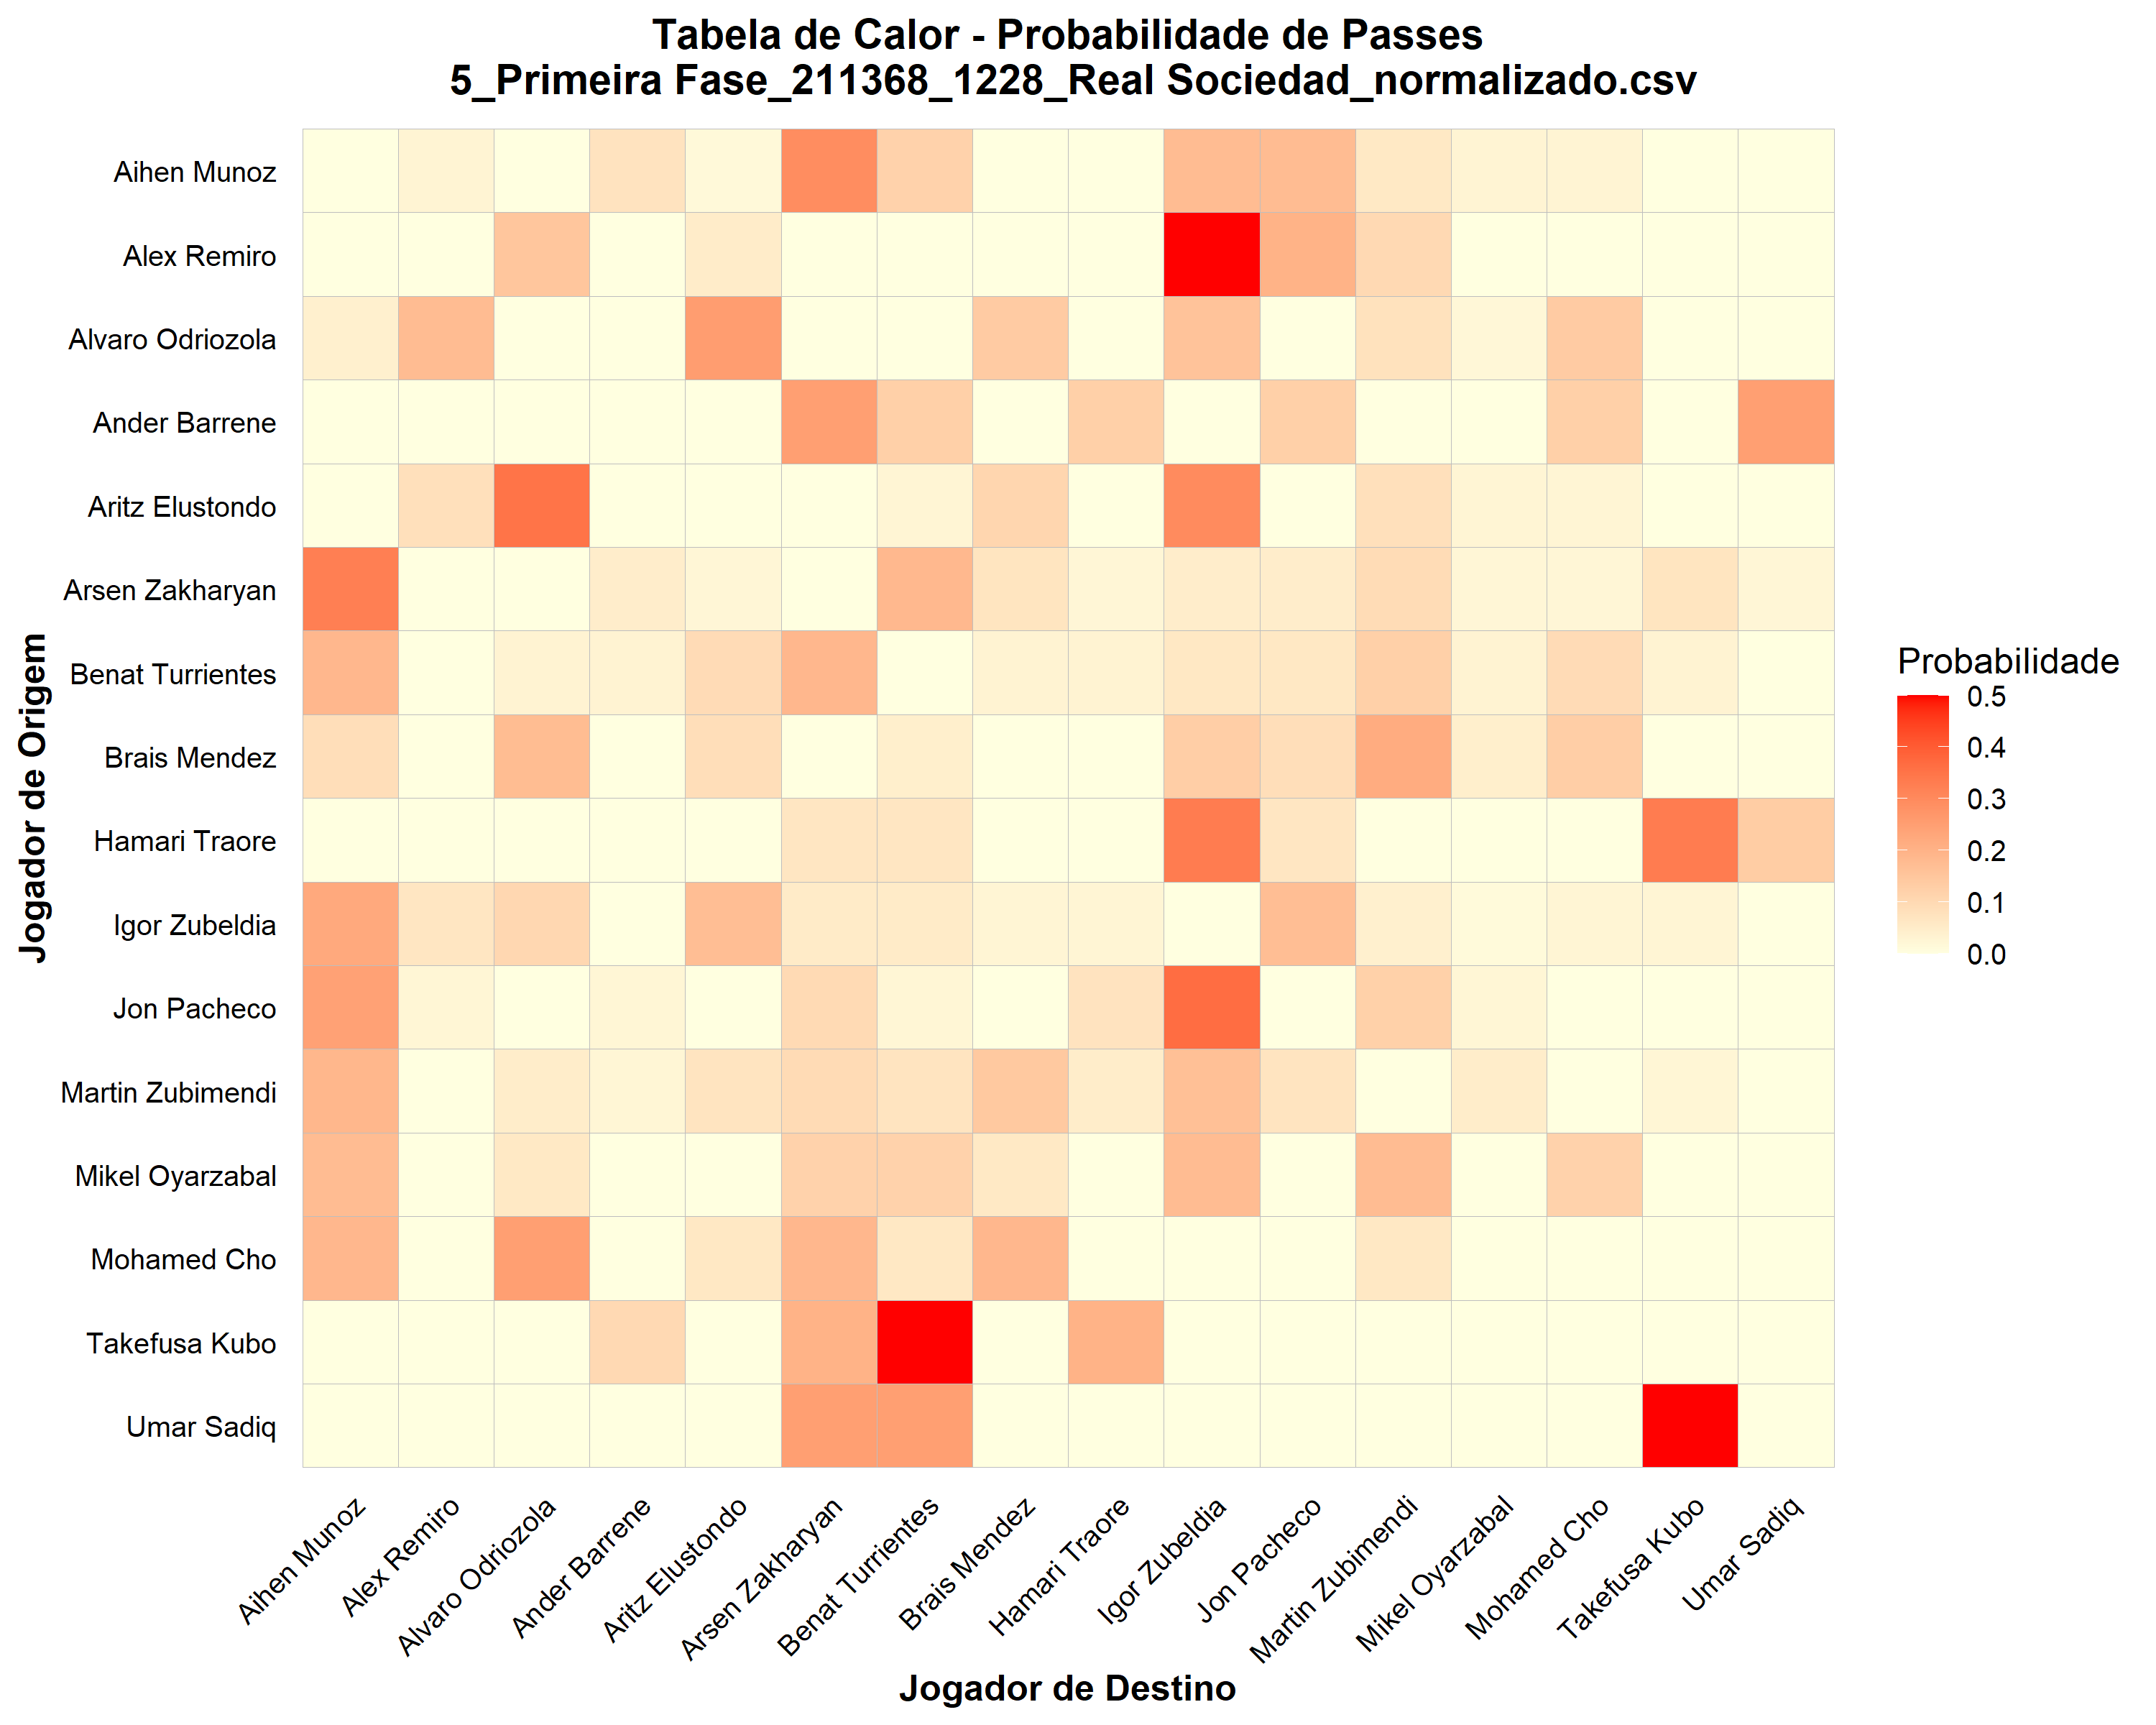 Tabela de Calor - Probabilidade de Passes
5_Primeira Fase_211368_1228_Real Sociedad_normalizado.csv
Jogador de Origem
Aihen Munoz
Alex Remiro
Alvaro Odriozola
Ander Barrene
Aritz Elustondo
Arsen Zakharyan
Benat Turrientes
Brais Mendez
Hamari Traore
Igor Zubeldia
Jon Pacheco
Martin Zubimendi
Mikel Oyarzabal
Mohamed Cho
Takefusa Kubo
Umar Sadiq
Aihen Munoz
Alex Remiro
Alvaro Odriozola
Ander Barrene
Aritz Elustondo
Arsen Zakharyan
Benat Turrientes
Brais Mendez
Hamari Traore
Igor Zubeldia
Jon Pacheco
Martin Zubimendi
Mikel Oyarzabal
Mohamed Cho
Takefusa Kubo
Umar Sadiq
Jogador de Destino
Probabilidade
0.5
0.4
0.3
0.2
0.1
0.0